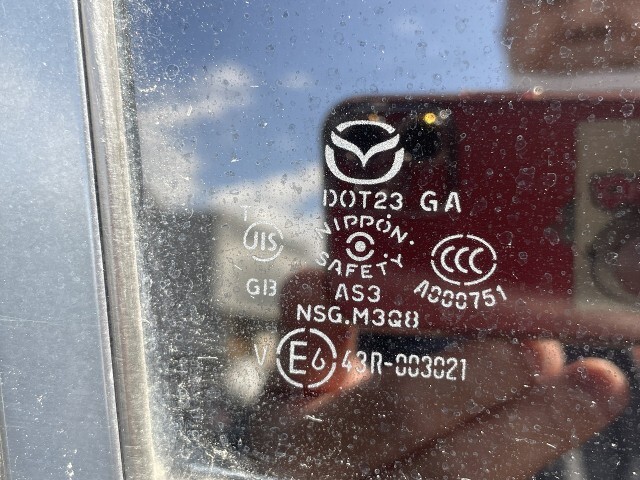 DOT23 GA
T
JIS
NIPPON.
SAFETY
CCC
GB
AS3
A000751
NSG.M3Q8
V E6 43R-003021